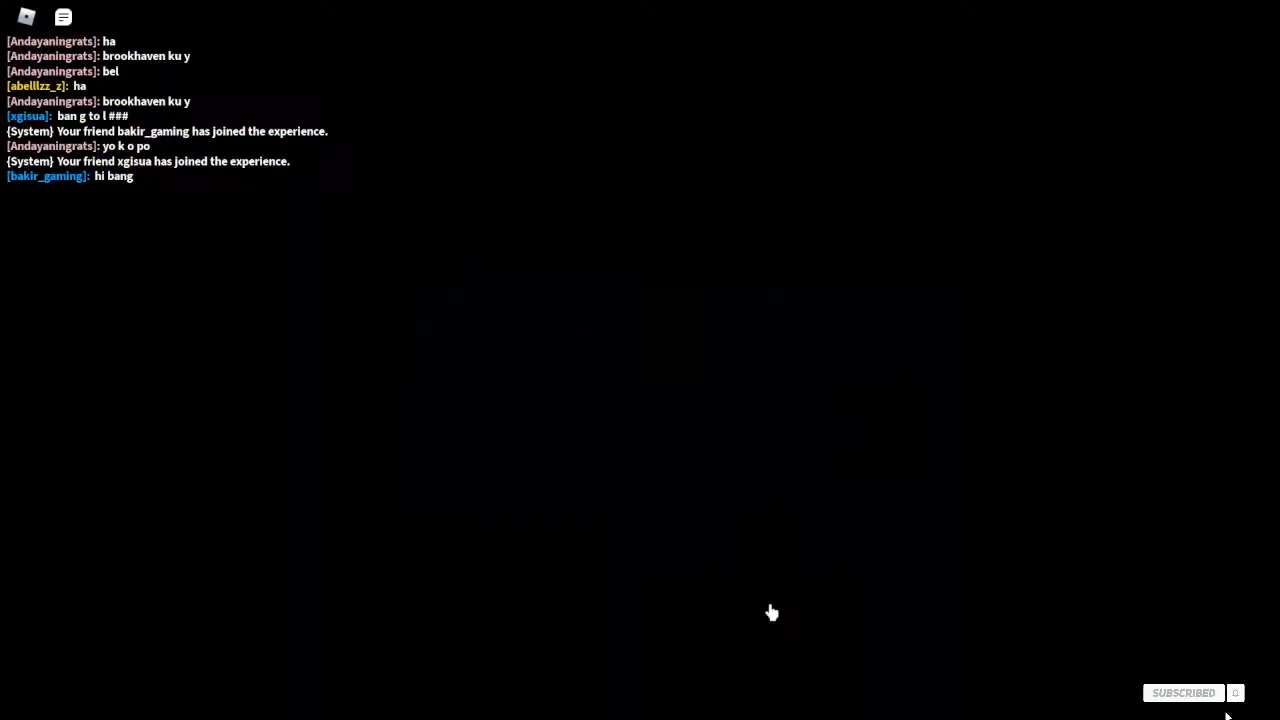 [Andayaningrats]: ha
[Andayaningrats]: brookhaven ku y
[Andayaningrats]: bel
[abelllzz_z]: ha
[Andayaningrats]: brookhaven ku y
[xgisua]: ban g to l ###
{System} Your friend bakir_gaming has joined the experience.
[Andayaningrats]: yo k o po
{System} Your friend xgisua has joined the experience.
[bakir_gaming]: hi bang
SUBSCRIBED